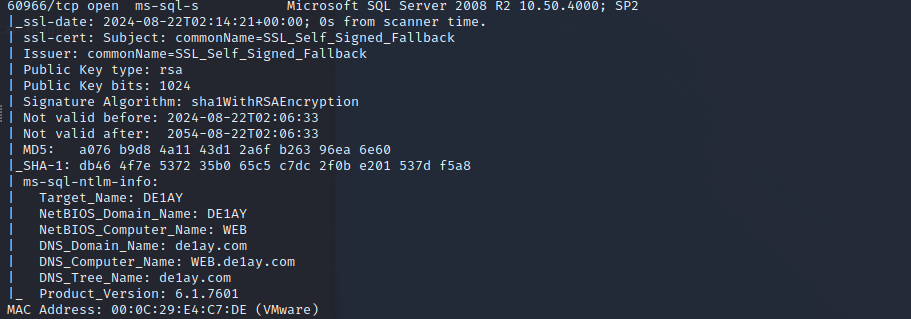 60966/tcp open  ms-sql-s           Microsoft SQL Server 2008 R2 10.50.4000; SP2
|_ssl-date: 2024-08-22T02:14:21+00:00; 0s from scanner time.
| ssl-cert: Subject: commonName=SSL_Self_Signed_Fallback
| Issuer: commonName=SSL_Self_Signed_Fallback
| Public Key type: rsa
| Public Key bits: 1024
| Signature Algorithm: sha1WithRSAEncryption
| Not valid before: 2024-08-22T02:06:33
| Not valid after:  2054-08-22T02:06:33
| MD5:   a076 b9d8 4a11 43d1 2a6f b263 96ea 6e60
|_SHA-1: db46 4f7e 5372 35b0 65c5 c7dc 2f0b e201 537d f5a8
| ms-sql-ntlm-info:
|   Target_Name: DE1AY
|   NetBIOS_Domain_Name: DE1AY
|   NetBIOS_Computer_Name: WEB
|   DNS_Domain_Name: de1ay.com
|   DNS_Computer_Name: WEB.de1ay.com
|   DNS_Tree_Name: de1ay.com
|_  Product_Version: 6.1.7601
MAC Address: 00:0C:29:E4:C7:DE (VMware)